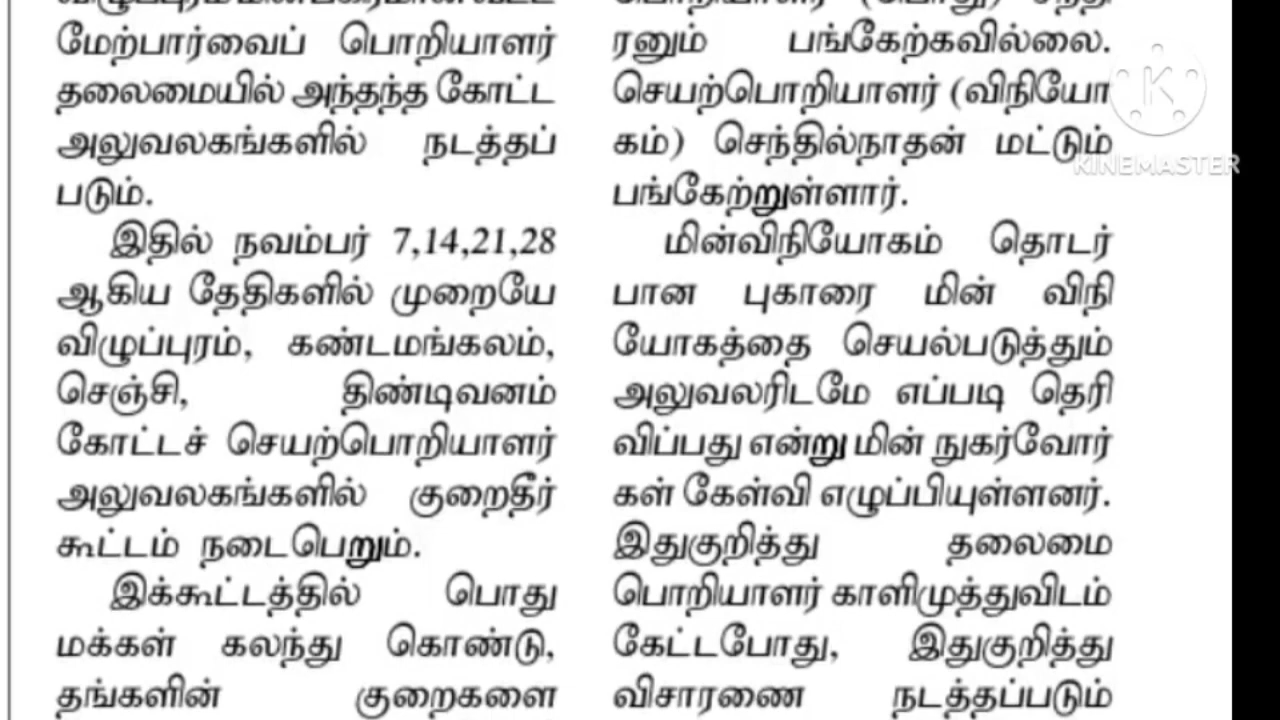 மேற்பார்வைப் பொறியாளர்
தலைமையில் அந்தந்த கோட்ட
அலுவலகங்களில் நடத்தப்
படும்.
இதில் நவம்பர் 7,14,21,28
ஆகிய தேதிகளில் முறையே
விழுப்புரம், கண்டமங்கலம்,
செஞ்சி, திண்டிவனம்
கோட்டச் செயற்பொறியாளர்
அலுவலகங்களில் குறைதீர்
கூட்டம் நடைபெறும்.
இக்கூட்டத்தில் பொது
மக்கள் கலந்து கொண்டு,
தங்களின் குறைகளை
ரனும் பங்கேற்கவில்லை.
செயற்பொறியாளர் (விநியோ
கம்) செந்தில்நாதன் மட்டும்
பங்கேற்றுள்ளார்.
மின்விநியோகம் தொடர்
பான புகாரை மின் விநி
யோகத்தை செயல்படுத்தும்
அலுவலரிடமே எப்படி தெரி
விப்பது என்று மின் நுகர்வோர்
கள் கேள்வி எழுப்பியுள்ளனர்.
இதுகுறித்து தலைமை
பொறியாளர் காளிமுத்துவிடம்
கேட்டபோது, இதுகுறித்து
விசாரணை நடத்தப்படும்
K
KINEMASTER